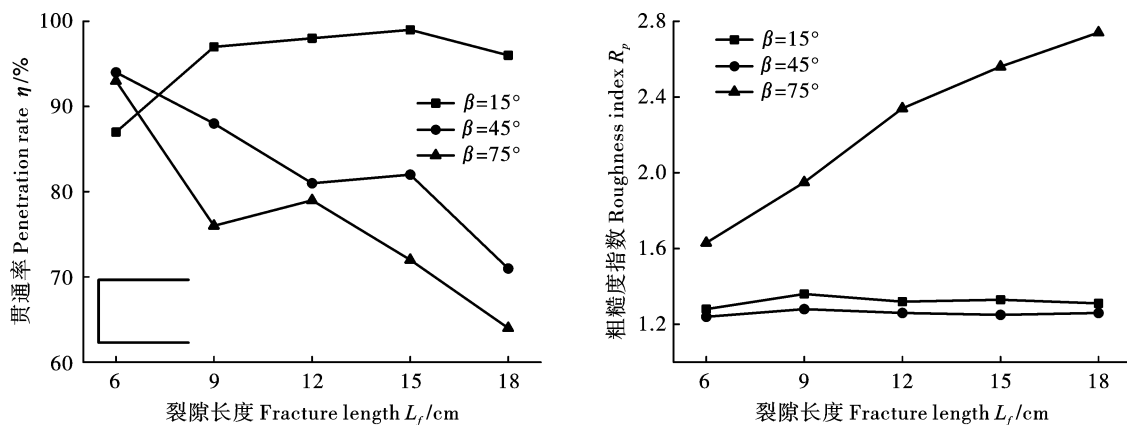 100
90
80
70
60
贯通率 Penetration rate η/%
β=15°
β=45°
β=75°
6 9 12 15 18
裂隙长度 Fracture length L_f/cm
2.8
2.4
2.0
1.6
1.2
粗糙度指数 Roughness index R_p
β=15°
β=45°
β=75°
6 9 12 15 18
裂隙长度 Fracture length L_f/cm